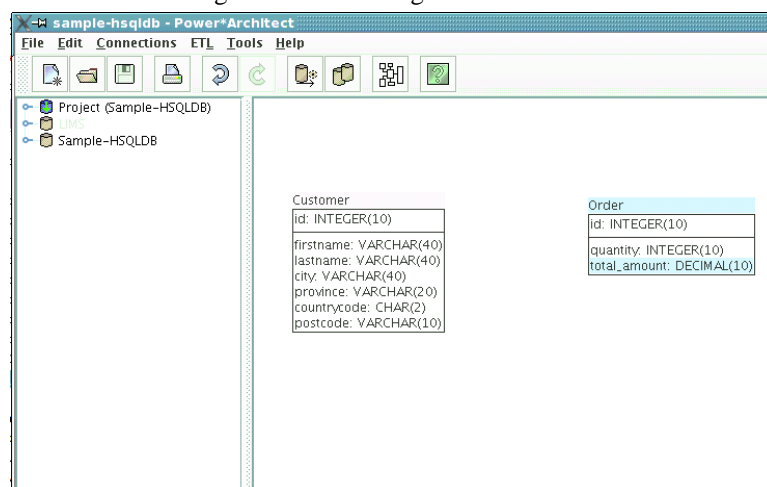 sample-hsqldb - Power*Architect
File Edit Connections ETL Tools Help
Project (Sample-HSQLDB)
LIMS
Sample-HSQLDB
Customer
id: INTEGER(10)
firstname: VARCHAR(40)
lastname: VARCHAR(40)
city: VARCHAR(40)
province: VARCHAR(20)
countrycode: CHAR(2)
postcode: VARCHAR(10)
Order
id: INTEGER(10)
quantity: INTEGER(10)
total_amount: DECIMAL(10)